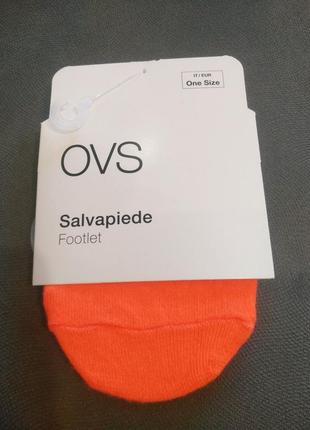 IT / EUR
One Size
OVS
Salvapiede
Footlet